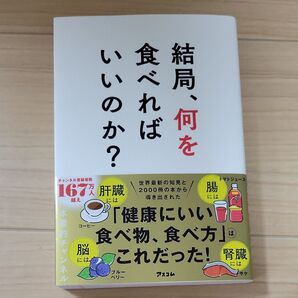 結局、何を
食べれば
いいのか?
チャンネル登録者数
167万人
超え
世界最新の知見と
2000冊の本から
導き出された
肝臓
には
コーヒー
腸
には
トマトジュース
「健康にいい
食べ物、食べ方」は
これだった!
脳
には
ブルー
ベリー
腎臓
には
サケ
アスコム